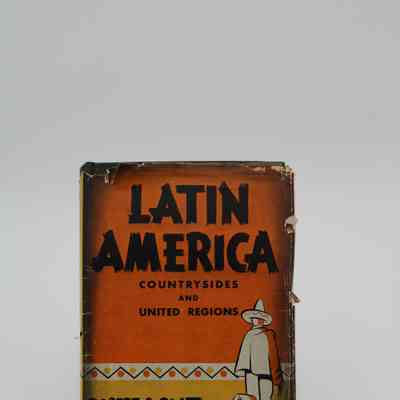 LATIN
AMERICA
COUNTRYSIDES
AND
UNITED REGIONS